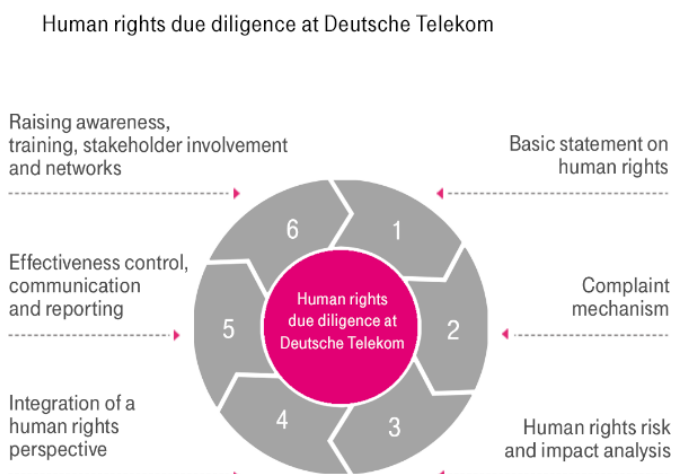 Human rights due diligence at Deutsche Telekom
Raising awareness,
training, stakeholder involvement
and networks
Basic statement on
human rights
6
1
Effectiveness control,
communication
and reporting
Human rights
due diligence at
Deutsche Telekom
Complaint
mechanism
5
2
Integration of a
human rights
perspective
4
3
Human rights risk
and impact analysis